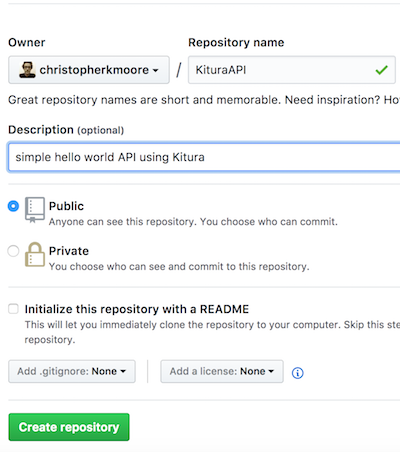 Owner Repository name
christopherkmoore / KituraAPI
Great repository names are short and memorable. Need inspiration? Ho
Description (optional)
simple hello world API using Kitura
Public
Anyone can see this repository. You choose who can commit.
Private
You choose who can see and commit to this repository.
Initialize this repository with a README
This will let you immediately clone the repository to your computer. Skip this ste
repository.
Add .gitignore: None Add a license: None
Create repository